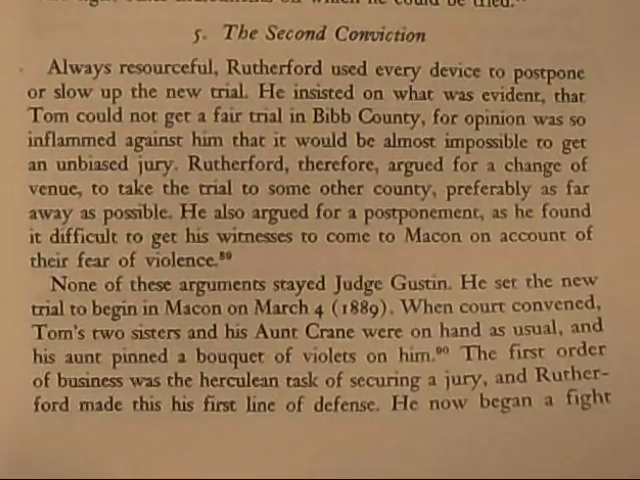 could be tried."
5. The Second Conviction
Always resourceful, Rutherford used every device to postpone
or slow up the new trial. He insisted on what was evident, that
Tom could not get a fair trial in Bibb County, for opinion was so
inflamed against him that it would be almost impossible to get
an unbiased jury. Rutherford, therefore, argued for a change of
venue, to take the trial to some other county, preferably as far
away as possible. He also argued for a postponement, as he found
it difficult to get his witnesses to come to Macon on account of
their fear of violence.⁸⁹
None of these arguments stayed Judge Gustin. He set the new
trial to begin in Macon on March 4 (1889). When court convened,
Tom's two sisters and his Aunt Crane were on hand as usual, and
his aunt pinned a bouquet of violets on him.⁹⁰ The first order
of business was the herculean task of securing a jury, and Ruther-
ford made this his first line of defense. He now began a fight